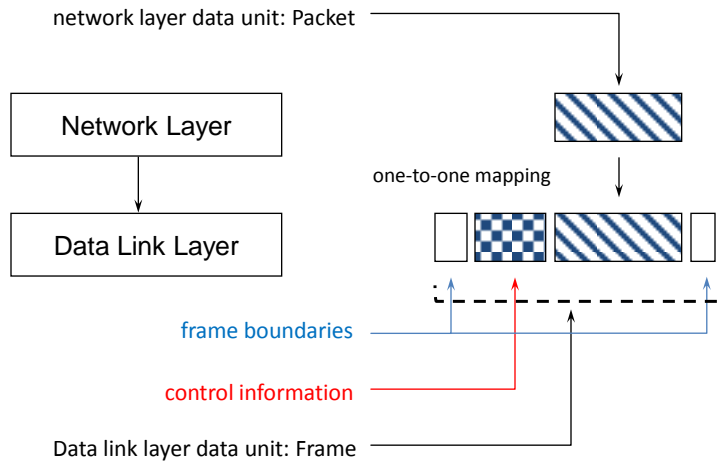 network layer data unit: Packet
Network Layer
one-to-one mapping
Data Link Layer
frame boundaries
control information
Data link layer data unit: Frame